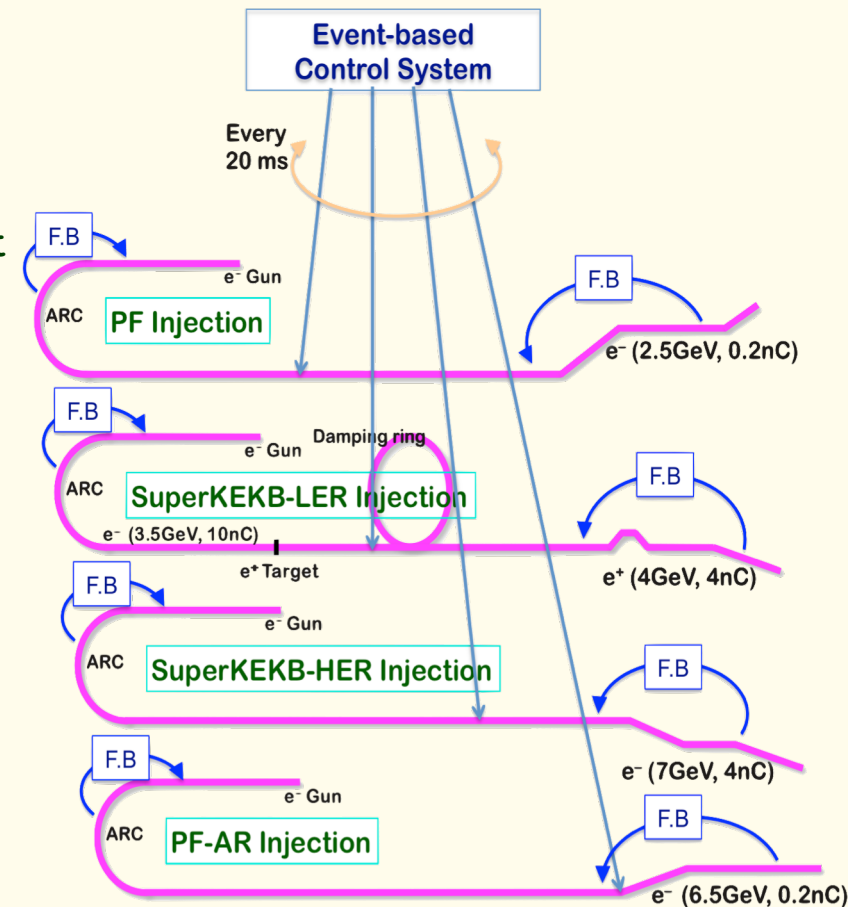 Event-based
Control System
Every
20 ms
t
F.B
e⁻ Gun
ARC
PF Injection
F.B
e⁻ (2.5GeV, 0.2nC)
F.B
e⁻ Gun
Damping ring
ARC
SuperKEKB-LER Injection
F.B
e⁻ (3.5GeV, 10nC)
e⁺ Target
e⁺ (4GeV, 4nC)
F.B
e⁻ Gun
ARC
SuperKEKB-HER Injection
F.B
e⁻ (7GeV, 4nC)
F.B
e⁻ Gun
ARC
PF-AR Injection
F.B
e⁻ (6.5GeV, 0.2nC)